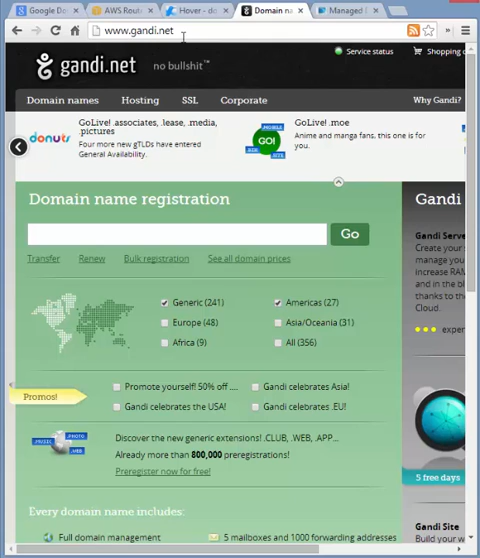 Google Do
AWS Route
Hover - do
Domain na
Managed
www.gandi.net
Service status
Shopping
gandi.net
no bullshit™
Domain names
Hosting
SSL
Corporate
Why Gandi?
donuts
GoLive! .associates, .lease, .media,
.pictures
Four more new gTLDs have entered
General Availability.
GO!
GoLive! .moe
Anime and manga fans, this one is for
you.
Domain name registration
Go
Transfer
Renew
Bulk registration
See all domain prices
Generic (241)
Americas (27)
Europe (48)
Asia/Oceania (31)
Africa (9)
All (356)
Promos!
Promote yourself! 50% off ....
Gandi celebrates Asia!
Gandi celebrates the USA!
Gandi celebrates .EU!
Discover the new generic extensions! .CLUB, .WEB, .APP...
Already more than 800,000 preregistrations!
Preregister now for free!
Every domain name includes:
Full domain management
5 mailboxes and 1000 forwarding addresses
Gandi
Gandi Serve
Create your
manage you
increase RAM
and in the b
thanks to the
Cloud.
exper
5 free days
Gandi Site
Build your w